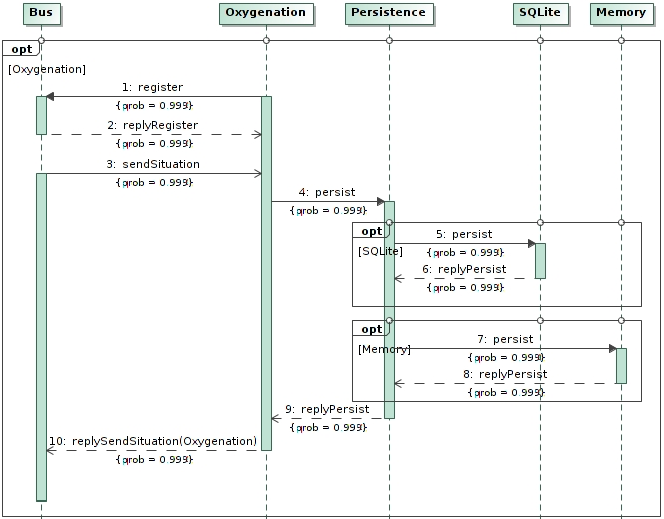 Bus
Oxygenation
Persistence
SQLite
Memory
opt
[Oxygenation]
1: register
{prob = 0.999}
2: replyRegister
{prob = 0.999}
3: sendSituation
{prob = 0.999}
4: persist
{prob = 0.999}
opt
[SQLite]
5: persist
{prob = 0.999}
6: replyPersist
{prob = 0.999}
opt
[Memory]
7: persist
{prob = 0.999}
8: replyPersist
{prob = 0.999}
9: replyPersist
{prob = 0.999}
10: replySendSituation(Oxygenation)
{prob = 0.999}